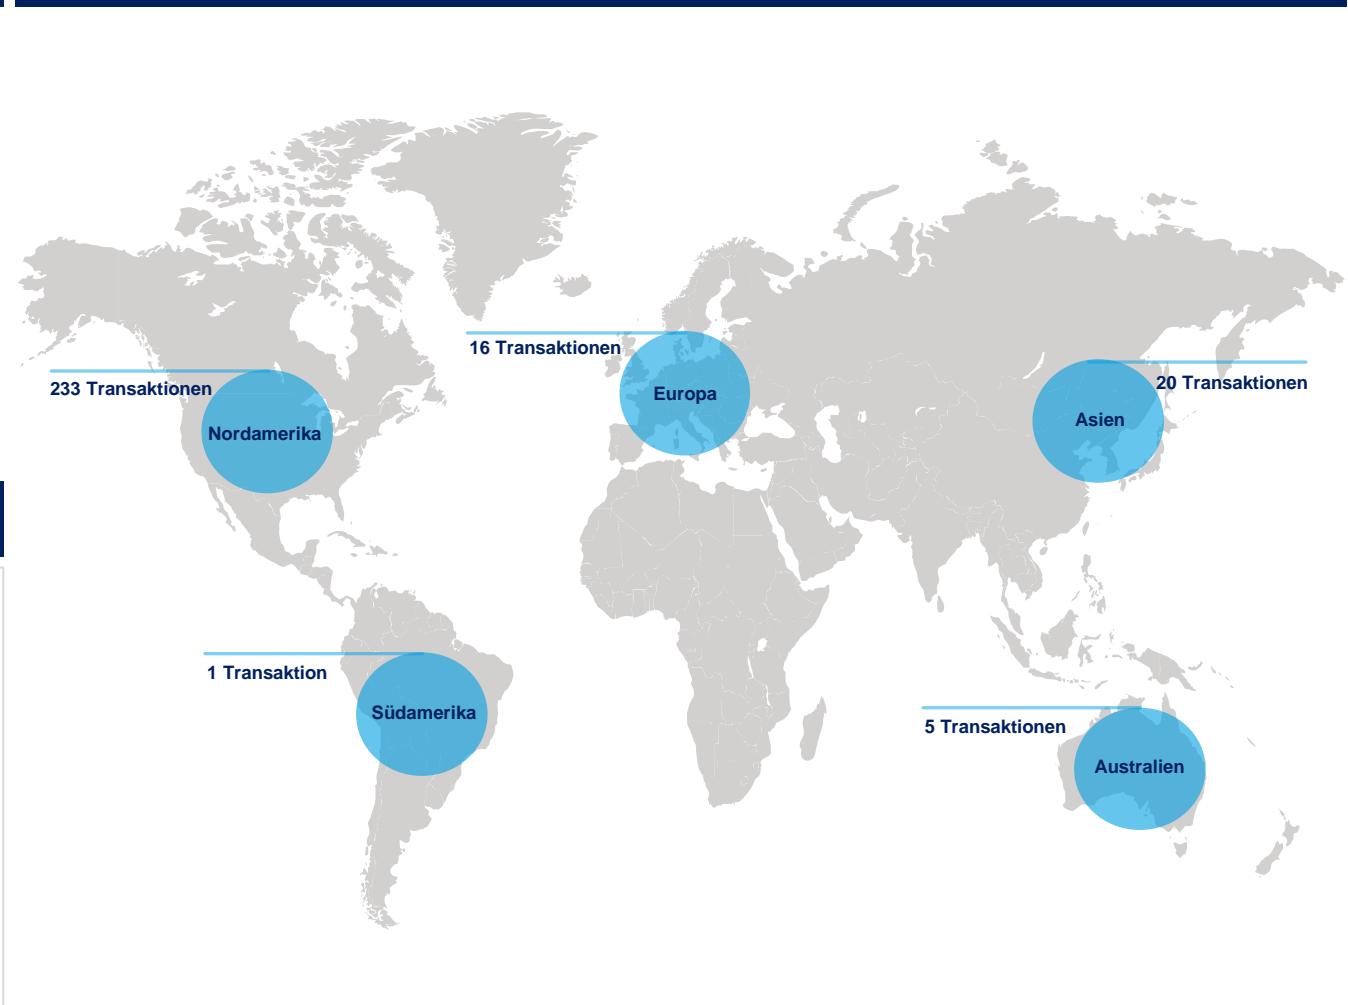 16 Transaktionen
233 Transaktionen
20 Transaktionen
Europa
Asien
Nordamerika
1 Transaktion
Südamerika
5 Transaktionen
Australien